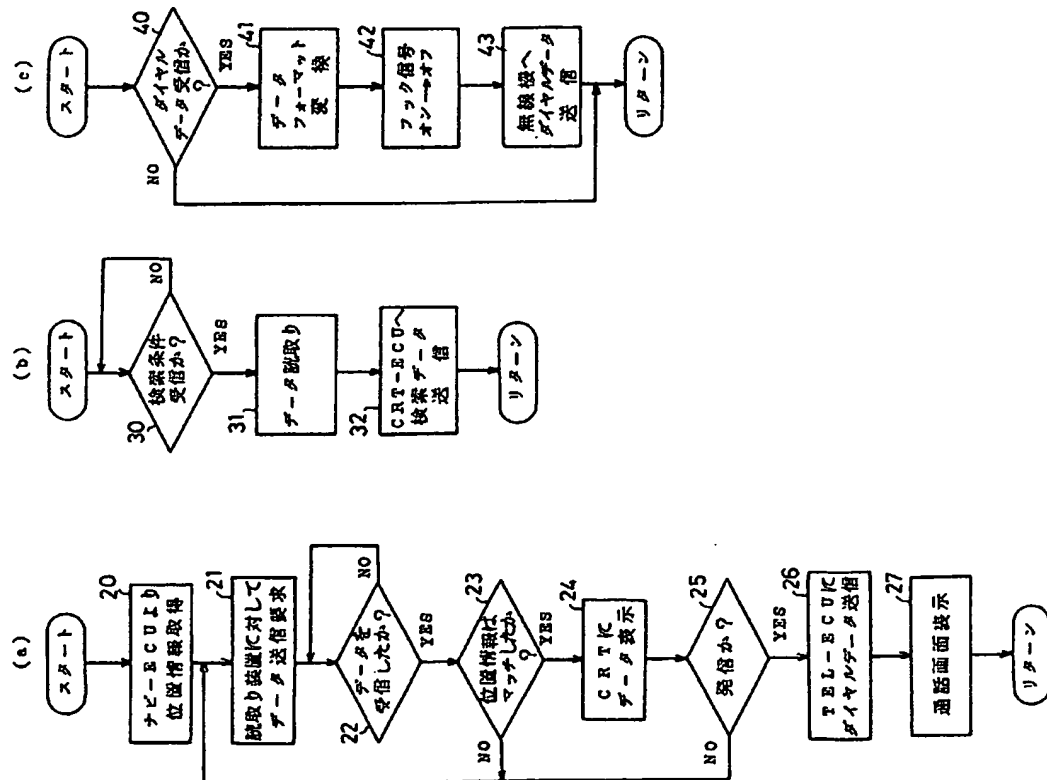 (a)
スタート
20
ナビ-ECUより
位置情報取得
21
読取り装置に対して
データ送信要求
22
データを
受信したか?
NO
YES
23
位置情報は
マッチしたか
?
NO
YES
24
CRTに
データ表示
25
発信か?
NO
YES
26
TEL-ECUに
ダイヤルデータ送信
27
通話画面表示
リターン
(b)
スタート
30
検索条件
受信か?
NO
YES
31
データ読取り
32
CRT-ECUへ
検索データ
送信
リターン
(c)
スタート
40
ダイヤル
データ受信か
?
NO
YES
41
データ
フォーマット
変換
42
フック信号
オン→オフ
43
無線機へ
ダイヤルデータ
送信
リターン